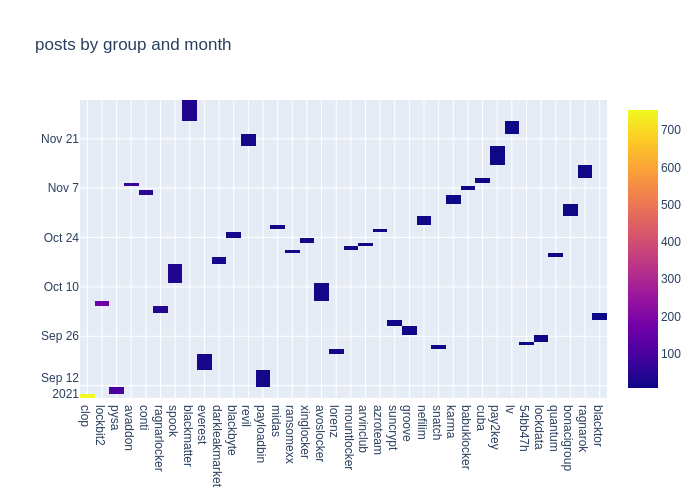 posts by group and month
Nov 21
Nov 7
Oct 24
Oct 10
Sep 26
Sep 12
2021
700
600
500
400
300
200
100
clop
lockbit2
pysa
avaddon
conti
ragnarlocker
spook
blackmatter
everest
darkleakmarket
blackbyte
revil
payloadbin
midas
ransomexx
xinglocker
avoslocker
lorenz
mountlocker
arvinclub
azroteam
suncrypt
groove
nefilim
snatch
karma
babuklocker
cuba
pay2key
lv
54bb47h
lockdata
quantum
bonacigroup
ragnarok
blacktor